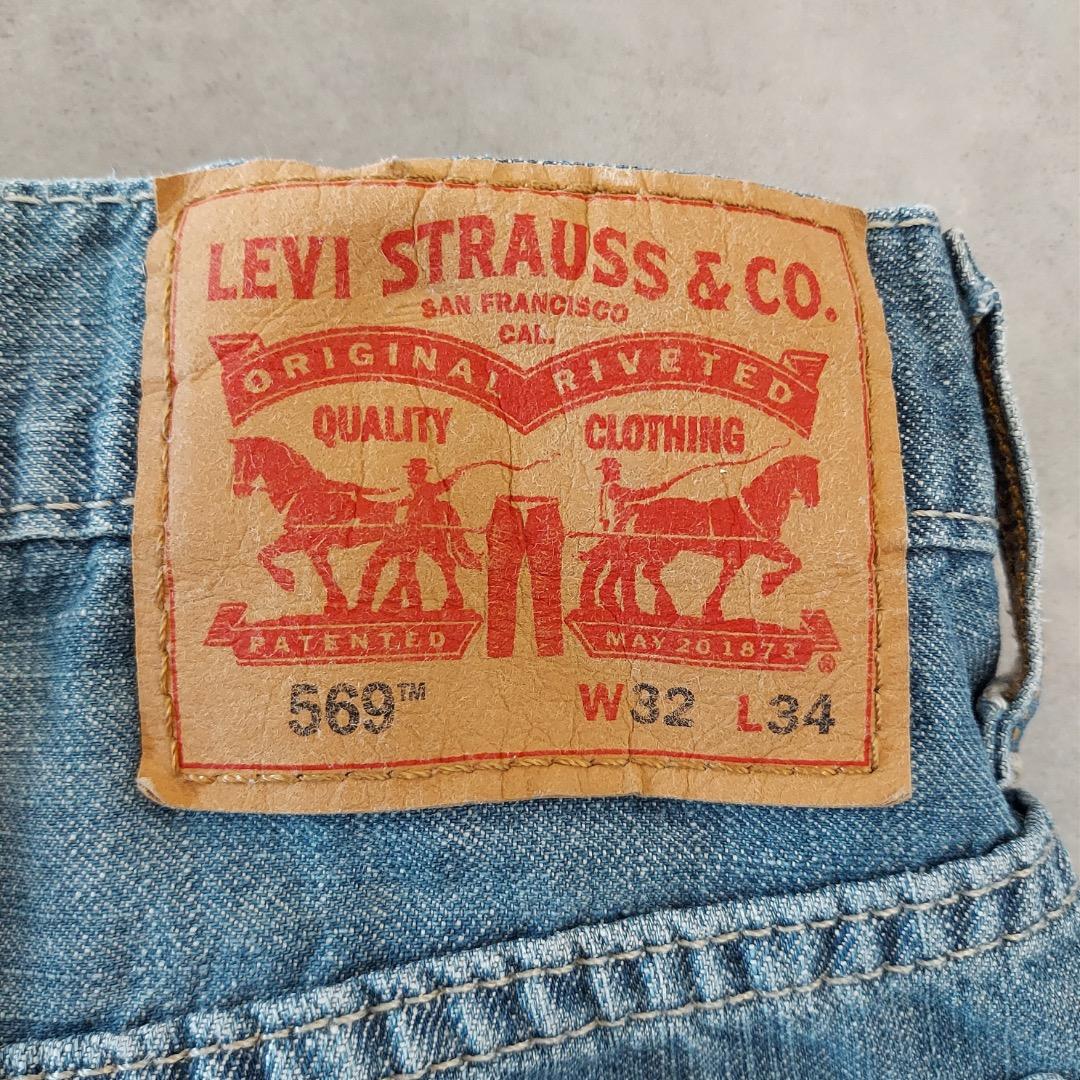 LEVI STRAUSS & CO.
SAN FRANCISCO
CAL.
ORIGINAL RIVETED
QUALITY CLOTHING
PATENTED MAY 20 1873 ®
569™ W32 L34